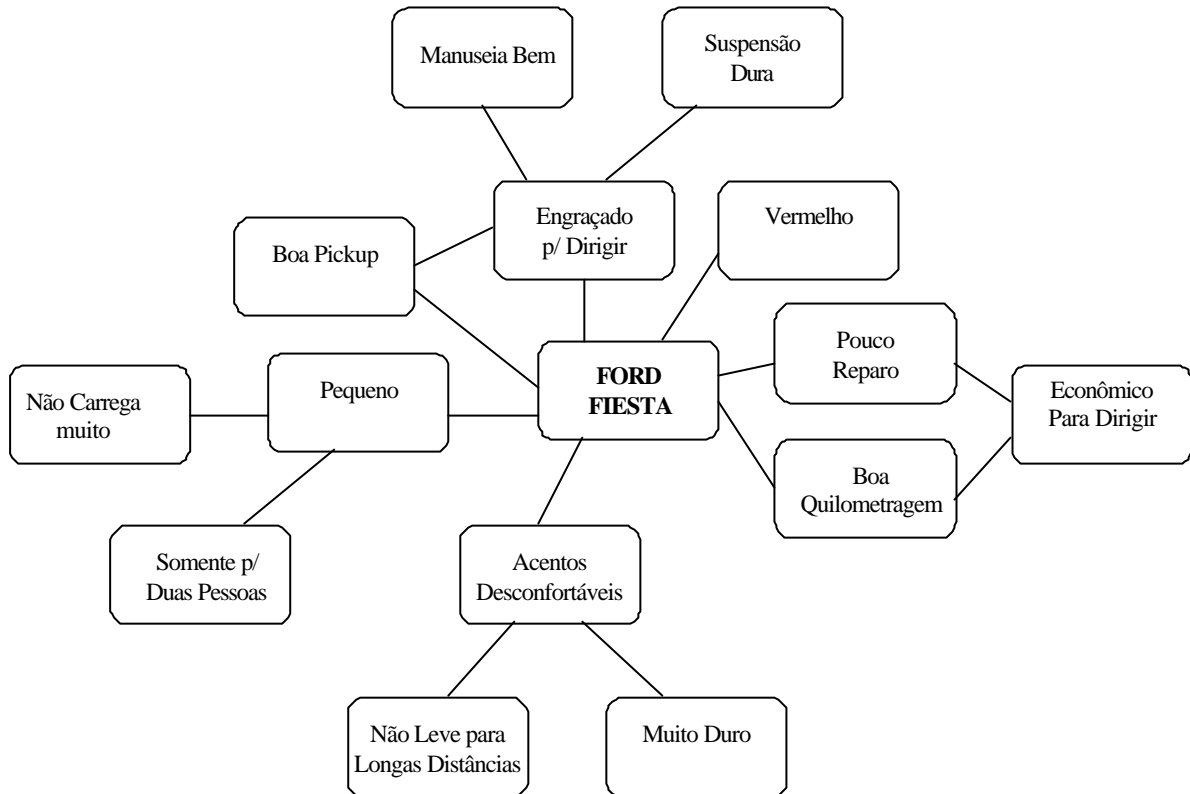 Manuseia Bem
Suspensão
Dura
Engraçado
p/ Dirigir
Vermelho
Boa Pickup
Pouco
Reparo
FORD
FIESTA
Pequeno
Não Carrega
muito
Econômico
Para Dirigir
Boa
Quilometragem
Somente p/
Duas Pessoas
Acentos
Desconfortáveis
Não Leve para
Longas Distâncias
Muito Duro